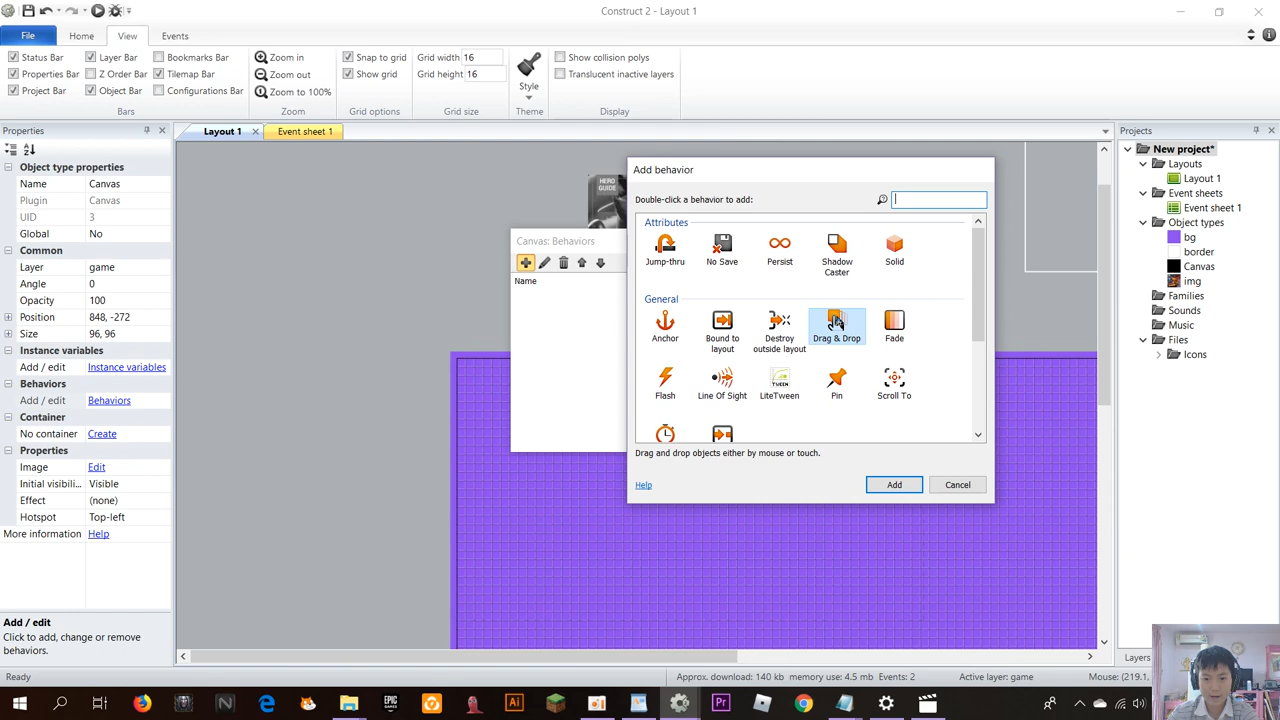 Construct 2 - Layout 1
File Home View Events
Status Bar Layer Bar Bookmarks Bar
Properties Bar Z Order Bar Tilemap Bar
Project Bar Object Bar Configurations Bar
Bars
Zoom in
Zoom out
Zoom to 100%
Zoom
Snap to grid
Show grid
Grid options
Grid width 16
Grid height 16
Grid size
Style
Theme
Show collision polys
Translucent inactive layers
Display
Properties
Object type properties
Name Canvas
Plugin Canvas
UID 3
Global No
Common
Layer game
Angle 0
Opacity 100
Position 848, -272
Size 96, 96
Instance variables
Add / edit Instance variables
Behaviors
Add / edit Behaviors
Container
No container Create
Properties
Image Edit
Initial visibili... Visible
Effect (none)
Hotspot Top-left
More information Help
Add / edit
Click to add, change or remove
behaviors.
Layout 1 Event sheet 1
HERO
GUIDE
Canvas: Behaviors
Name
Add behavior
Double-click a behavior to add:
Attributes
Jump-thru No Save Persist Shadow
Caster Solid
General
Anchor Bound to
layout Destroy
outside layout Drag & Drop Fade
Flash Line Of Sight LiteTween Pin Scroll To
Drag and drop objects either by mouse or touch.
Help Add Cancel
Projects
New project*
Layouts
Layout 1
Event sheets
Event sheet 1
Object types
bg
border
Canvas
img
Families
Sounds
Music
Files
Icons
Layers
Ready Approx. download: 140 kb memory use: 4.5 mb Events: 2 Active layer: game Mouse: (219.1,
EPIC
GAMES
Ai
Pr